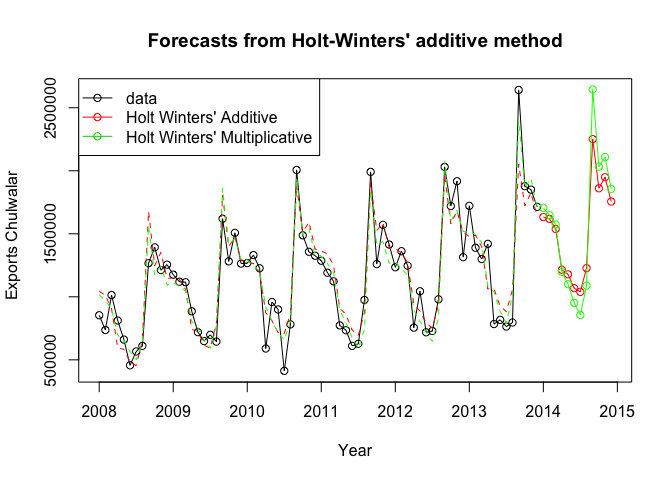 Forecasts from Holt-Winters' additive method
data
Holt Winters' Additive
Holt Winters' Multiplicative
Exports Chulwalar
500000
1500000
2500000
2008 2009 2010 2011 2012 2013 2014 2015
Year